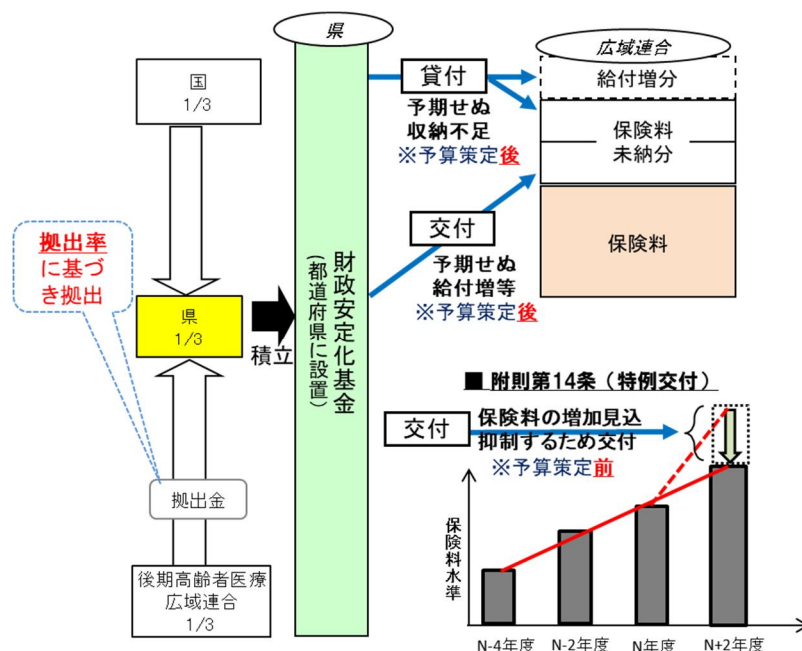 県
広域連合
国
1/3
拠出率
に基づ
き拠出
県
1/3
積立
拠出金
後期高齢者医療
広域連合
1/3
財政安定化基金
(都道府県に設置)
貸付
予期せぬ
収納不足
※予算策定後
交付
予期せぬ
給付増等
※予算策定後
給付増分
保険料
未納分
保険料
■ 附則第14条(特例交付)
交付
保険料の増加見込
抑制するため交付
※予算策定前
保険料水準
N-4年度
N-2年度
N年度
N+2年度